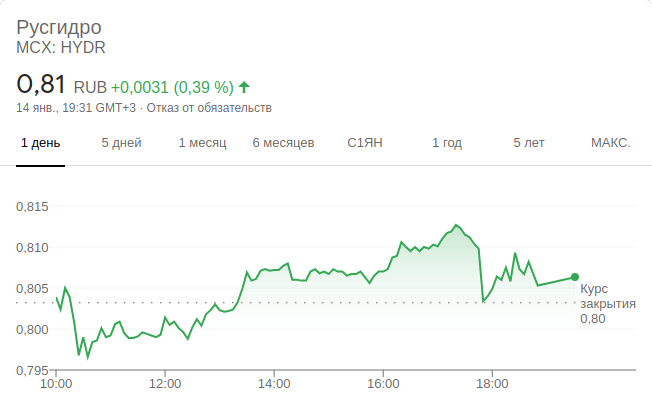 Русгидро
MCX: HYDR
0,81 RUB +0,0031 (0,39 %)
14 янв., 19:31 GMT+3 · Отказ от обязательств
1 день 5 дней 1 месяц 6 месяцев С1ЯН 1 год 5 лет МАКС.
0,815
0,810
0,805
0,800
0,795
Курс
закрытия
0,80
10:00 12:00 14:00 16:00 18:00